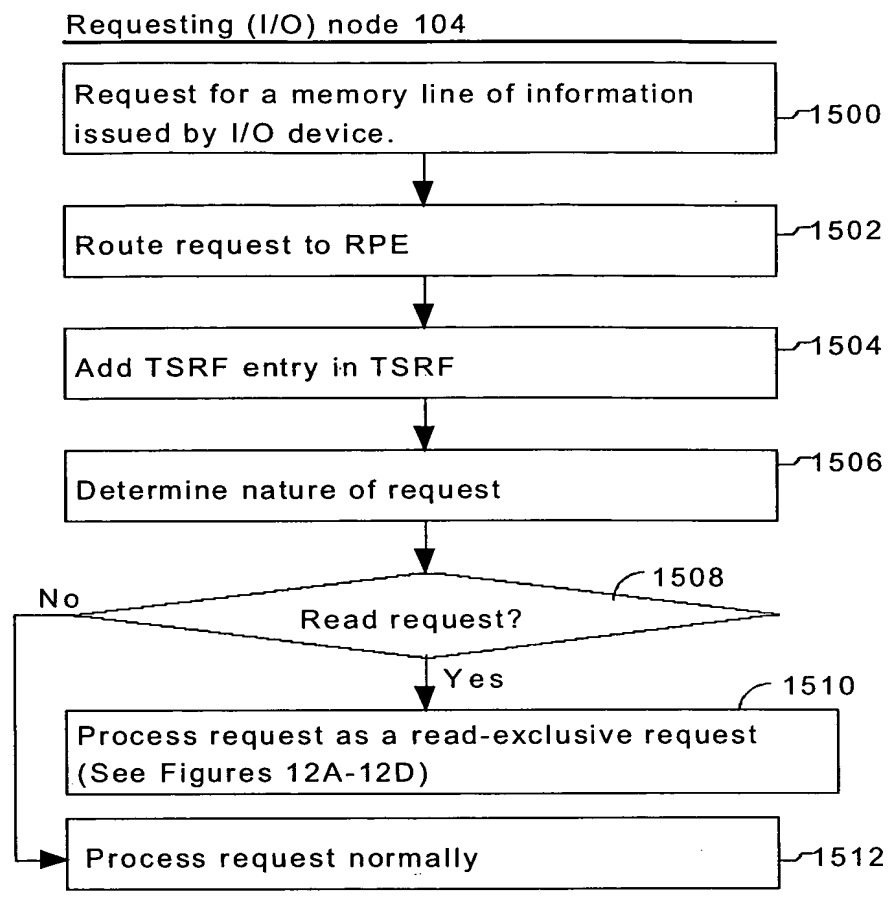 Requesting (I/O) node 104
Request for a memory line of information
issued by I/O device.
1500
Route request to RPE
1502
Add TSRF entry in TSRF
1504
Determine nature of request
1506
Read request?
1508
No
Yes
1510
Process request as a read-exclusive request
(See Figures 12A-12D)
Process request normally
1512